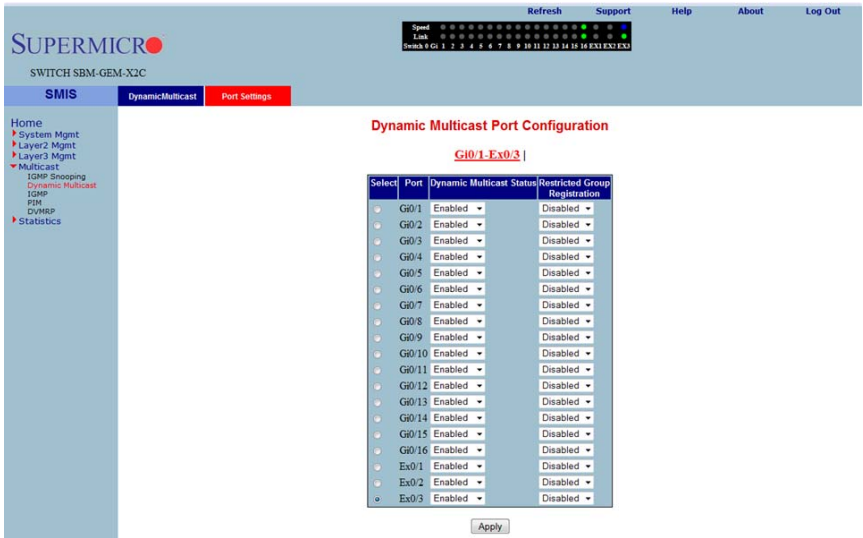 Refresh Support Help About Log Out
Speed
Link
Switch 0 Gi 1 2 3 4 5 6 7 8 9 10 11 12 13 14 15 16 EX1 EX2 EX3
SUPERMICRO
SWITCH SBM-GEM-X2C
SMIS
DynamicMulticast
Port Settings
Home
System Mgmt
Layer2 Mgmt
Layer3 Mgmt
Multicast
IGMP Snooping
Dynamic Multicast
IGMP
PIM
DVMRP
Statistics
Dynamic Multicast Port Configuration
Gi0/1-Ex0/3 |
Select Port Dynamic Multicast Status Restricted Group Registration
Gi0/1 Enabled Disabled
Gi0/2 Enabled Disabled
Gi0/3 Enabled Disabled
Gi0/4 Enabled Disabled
Gi0/5 Enabled Disabled
Gi0/6 Enabled Disabled
Gi0/7 Enabled Disabled
Gi0/8 Enabled Disabled
Gi0/9 Enabled Disabled
Gi0/10 Enabled Disabled
Gi0/11 Enabled Disabled
Gi0/12 Enabled Disabled
Gi0/13 Enabled Disabled
Gi0/14 Enabled Disabled
Gi0/15 Enabled Disabled
Gi0/16 Enabled Disabled
Ex0/1 Enabled Disabled
Ex0/2 Enabled Disabled
Ex0/3 Enabled Disabled
Apply